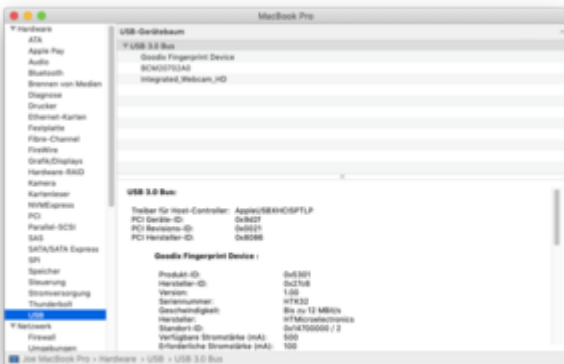 MacBook Pro
Hardware
ATA
Apple Pay
Audio
Bluetooth
Brennen von Medien
Diagnose
Drucker
Ethernet-Karten
Festplatte
Fibre-Channel
FireWire
Grafik/Displays
Hardware-RAID
Kamera
Kartenleser
NVMExpress
PCI
Parallel-SCSI
SAS
SATA/SATA Express
SPI
Speicher
Steuerung
Stromversorgung
Thunderbolt
USB
Netzwerk
Firewall
Umgebungen
USB-Gerätebaum
USB 3.0 Bus
Goodix Fingerprint Device
BCM20702A0
Integrated_Webcam_HD
USB 3.0 Bus:
Treiber für Host-Controller: AppleUSBXHCISPTLP
PCI Geräte-ID: 0x9d2f
PCI Revisions-ID: 0x0021
PCI Hersteller-ID: 0x8086
Goodix Fingerprint Device :
Produkt-ID: 0x5301
Hersteller-ID: 0x27c6
Version: 1.00
Seriennummer: HTK32
Geschwindigkeit: Bis zu 12 MBit/s
Hersteller: HTMicroelectronics
Standort-ID: 0x14700000 / 2
Verfügbare Stromstärke (mA): 500
Erforderliche Stromstärke (mA): 100
MacBook Pro › Hardware › USB › USB 3.0 Bus